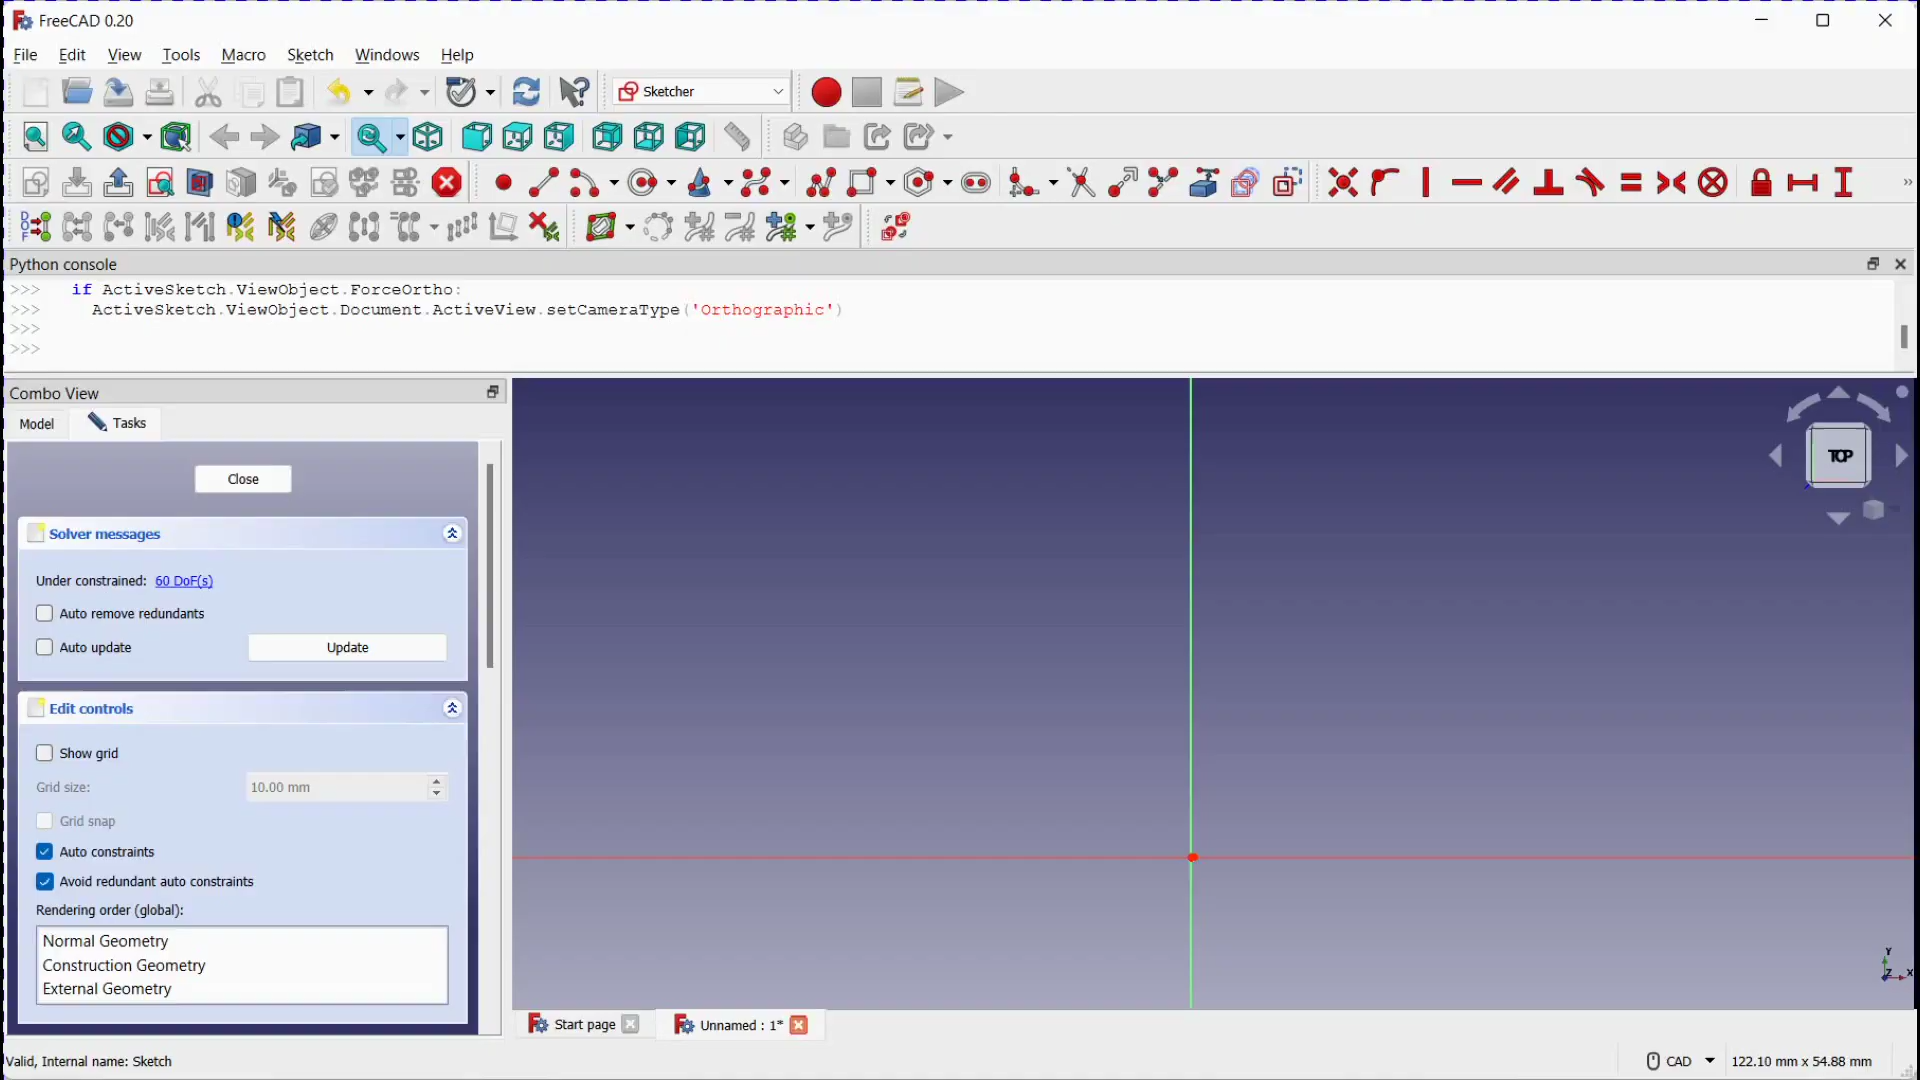 FreeCAD 0.20
File Edit View Tools Macro Sketch Windows Help
Sketcher
Python console
>>> if ActiveSketch.ViewObject.ForceOrtho:
>>> ActiveSketch.ViewObject.Document.ActiveView.setCameraType('Orthographic')
>>>
>>>
Combo View
Model Tasks
Close
Solver messages
Under constrained: 60 DoF(s)
Auto remove redundants
Auto update Update
Edit controls
Show grid
Grid size: 10.00 mm
Grid snap
Auto constraints
Avoid redundant auto constraints
Rendering order (global):
Normal Geometry
Construction Geometry
External Geometry
TOP
Y
Z X
Start page Unnamed : 1*
Valid, Internal name: Sketch CAD 122.10 mm x 54.88 mm